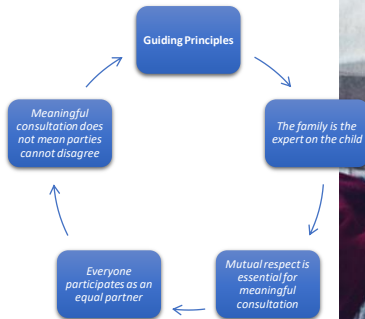 Guiding Principles
The family is the
expert on the child
Mutual respect is
essential for
meaningful
consultation
Everyone
participates as an
equal partner
Meaningful
consultation does
not mean parties
cannot disagree